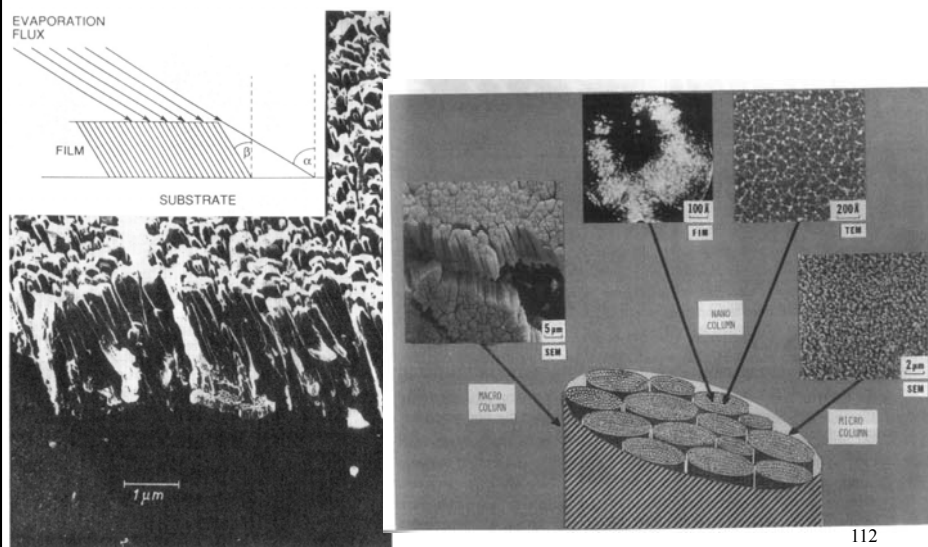 EVAPORATION
FLUX
FILM
β
α
SUBSTRATE
1μm
100Å
FIM
200Å
TEM
5μm
SEM
NANO
COLUMN
2μm
SEM
MACRO
COLUMN
MICRO
COLUMN
112